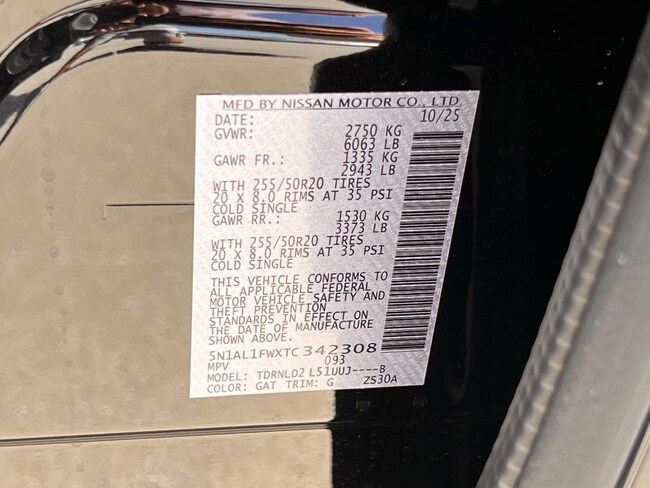 MFD BY NISSAN MOTOR CO., LTD
DATE: 10/25
GVWR: 2750 KG
6063 LB
GAWR FR.: 1335 KG
2943 LB
WITH 255/50R20 TIRES
20 X 8.0 RIMS AT 35 PSI
COLD SINGLE
GAWR RR.: 1530 KG
3373 LB
WITH 255/50R20 TIRES
20 X 8.0 RIMS AT 35 PSI
COLD SINGLE
THIS VEHICLE CONFORMS TO
ALL APPLICABLE FEDERAL
MOTOR VEHICLE SAFETY AND
THEFT PREVENTION
STANDARDS IN EFFECT ON
THE DATE OF MANUFACTURE
SHOWN ABOVE.
5N1AL1FWXTC342308
MPV 093
MODEL: TDRNLD2 L51UUJ----B
COLOR: GAT TRIM: G ZS30A